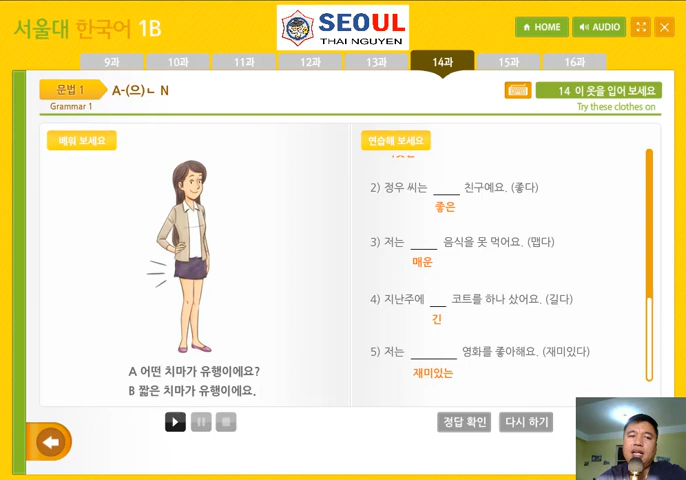 서울대 한국어 1B
SEOUL
THAI NGUYEN
HOME
AUDIO
9과
10과
11과
12과
13과
14과
15과
16과
문법 1
A-(으)ㄴ N
Grammar 1
14 이 옷을 입어 보세요
Try these clothes on
배워 보세요
A 어떤 치마가 유행이에요?
B 짧은 치마가 유행이에요.
연습해 보세요
2) 정우 씨는 ____ 친구예요. (좋다)
좋은
3) 저는 ____ 음식을 못 먹어요. (맵다)
매운
4) 지난주에 ___ 코트를 하나 샀어요. (길다)
긴
5) 저는 _______ 영화를 좋아해요. (재미있다)
재미있는
정답 확인
다시 하기